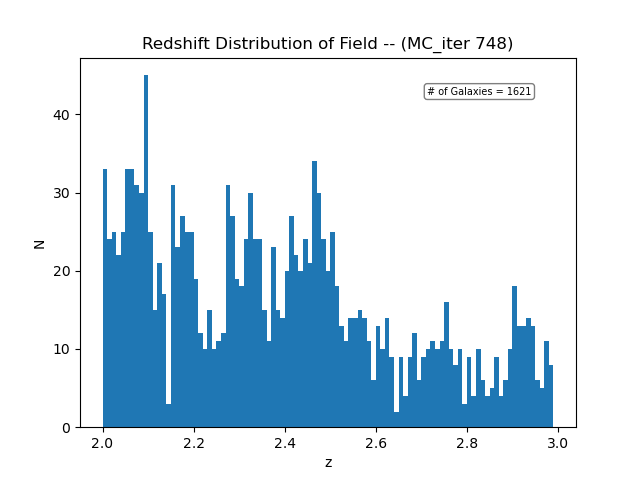 Redshift Distribution of Field -- (MC_iter 748)
# of Galaxies = 1621
N
40
30
20
10
0
2.0 2.2 2.4 2.6 2.8 3.0
z